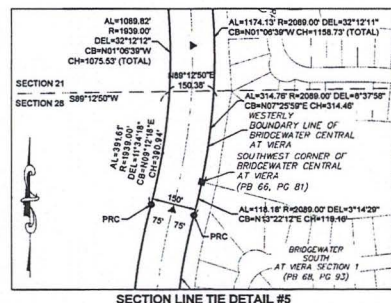 AL=1089.82'
R=1939.00'
DEL=32°12'12"
CB=N01°06'39"W
CH=1075.53' (TOTAL)
AL=1174.13' R=2089.00' DEL=32°12'11"
CB=N01°06'39"W CH=1158.73' (TOTAL)
SECTION 21
SECTION 28
S89°12'50"W
N89°12'50"E
150.38'
AL=314.76' R=2089.00' DEL=8°37'58"
CB=N07°25'59"E CH=314.46'
WESTERLY
BOUNDARY LINE OF
BRIDGEWATER CENTRAL
AT VIERA
SOUTHWEST CORNER OF
BRIDGEWATER CENTRAL
AT VIERA
(PB 66, PG 81)
AL=391.61'
R=1939.00'
DEL=11°34'18"
CB=N09°12'18"E
CH=390.94'
150'
75'
75'
PRC
PRC
AL=118.18' R=2089.00' DEL=3°14'29"
CB=N13°22'12"E CH=118.16'
BRIDGEWATER
SOUTH
AT VIERA SECTION 1
(PB 68, PG 93)
SECTION LINE TIE DETAIL #5